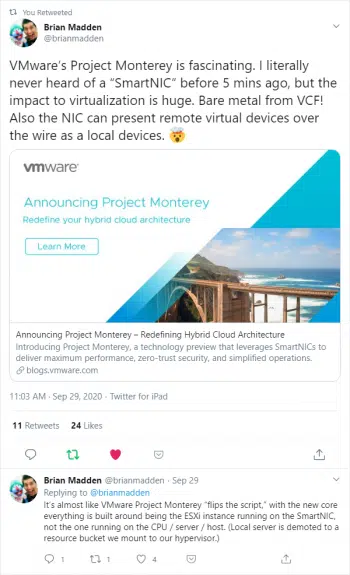 You Retweeted
Brian Madden
@brianmadden
VMware's Project Monterey is fascinating. I literally
never heard of a “SmartNIC” before 5 mins ago, but the
impact to virtualization is huge. Bare metal from VCF!
Also the NIC can present remote virtual devices over
the wire as a local devices. 🤯
vmware®
Announcing Project Monterey
Redefine your hybrid cloud architecture
Learn More
Announcing Project Monterey – Redefining Hybrid Cloud Architecture
Introducing Project Monterey, a technology preview that leverages SmartNICs to
deliver maximum performance, zero-trust security, and simplified operations.
blogs.vmware.com
11:03 AM · Sep 29, 2020 · Twitter for iPad
11 Retweets 24 Likes
Brian Madden @brianmadden · Sep 29
Replying to @brianmadden
It's almost like VMware Project Monterey “flips the script,” with the new core
everything is built around being the ESXi instance running on the SmartNIC,
not the one running on the CPU / server / host. (Local server is demoted to a
resource bucket we mount to our hypervisor.)
1 1 4